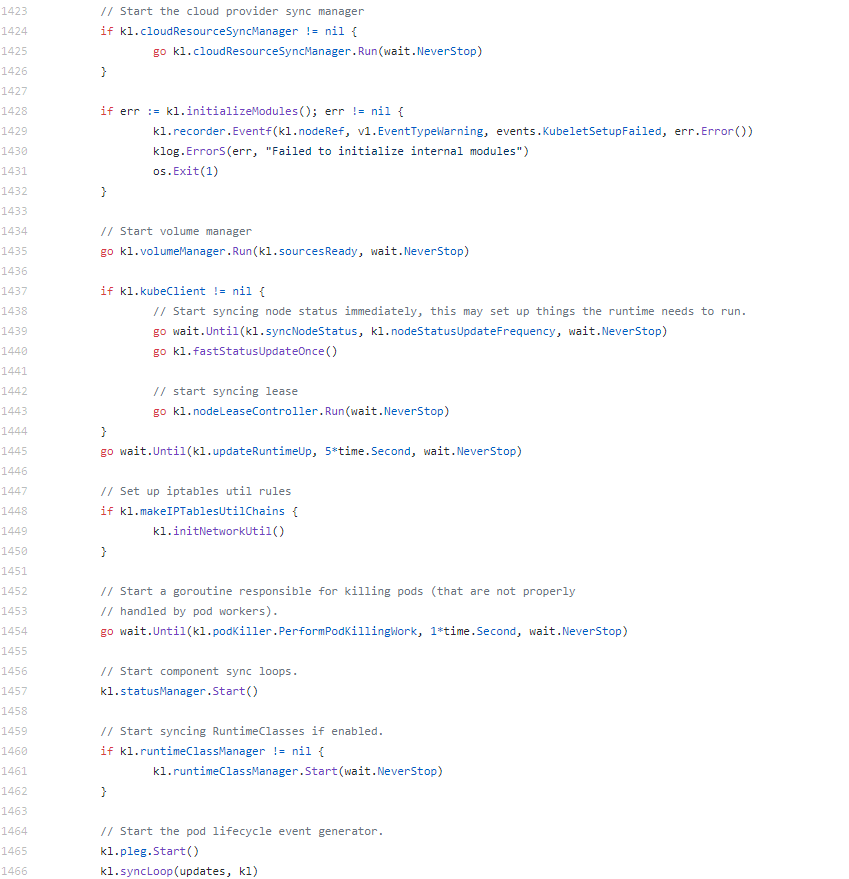 1423 // Start the cloud provider sync manager
1424 if kl.cloudResourceSyncManager != nil {
1425 go kl.cloudResourceSyncManager.Run(wait.NeverStop)
1426 }
1427
1428 if err := kl.initializeModules(); err != nil {
1429 kl.recorder.Eventf(kl.nodeRef, v1.EventTypeWarning, events.KubeletSetupFailed, err.Error())
1430 klog.ErrorS(err, "Failed to initialize internal modules")
1431 os.Exit(1)
1432 }
1433
1434 // Start volume manager
1435 go kl.volumeManager.Run(kl.sourcesReady, wait.NeverStop)
1436
1437 if kl.kubeClient != nil {
1438 // Start syncing node status immediately, this may set up things the runtime needs to run.
1439 go wait.Until(kl.syncNodeStatus, kl.nodeStatusUpdateFrequency, wait.NeverStop)
1440 go kl.fastStatusUpdateOnce()
1441
1442 // start syncing lease
1443 go kl.nodeLeaseController.Run(wait.NeverStop)
1444 }
1445 go wait.Until(kl.updateRuntimeUp, 5*time.Second, wait.NeverStop)
1446
1447 // Set up iptables util rules
1448 if kl.makeIPTablesUtilChains {
1449 kl.initNetworkUtil()
1450 }
1451
1452 // Start a goroutine responsible for killing pods (that are not properly
1453 // handled by pod workers).
1454 go wait.Until(kl.podKiller.PerformPodKillingWork, 1*time.Second, wait.NeverStop)
1455
1456 // Start component sync loops.
1457 kl.statusManager.Start()
1458
1459 // Start syncing RuntimeClasses if enabled.
1460 if kl.runtimeClassManager != nil {
1461 kl.runtimeClassManager.Start(wait.NeverStop)
1462 }
1463
1464 // Start the pod lifecycle event generator.
1465 kl.pleg.Start()
1466 kl.syncLoop(updates, kl)